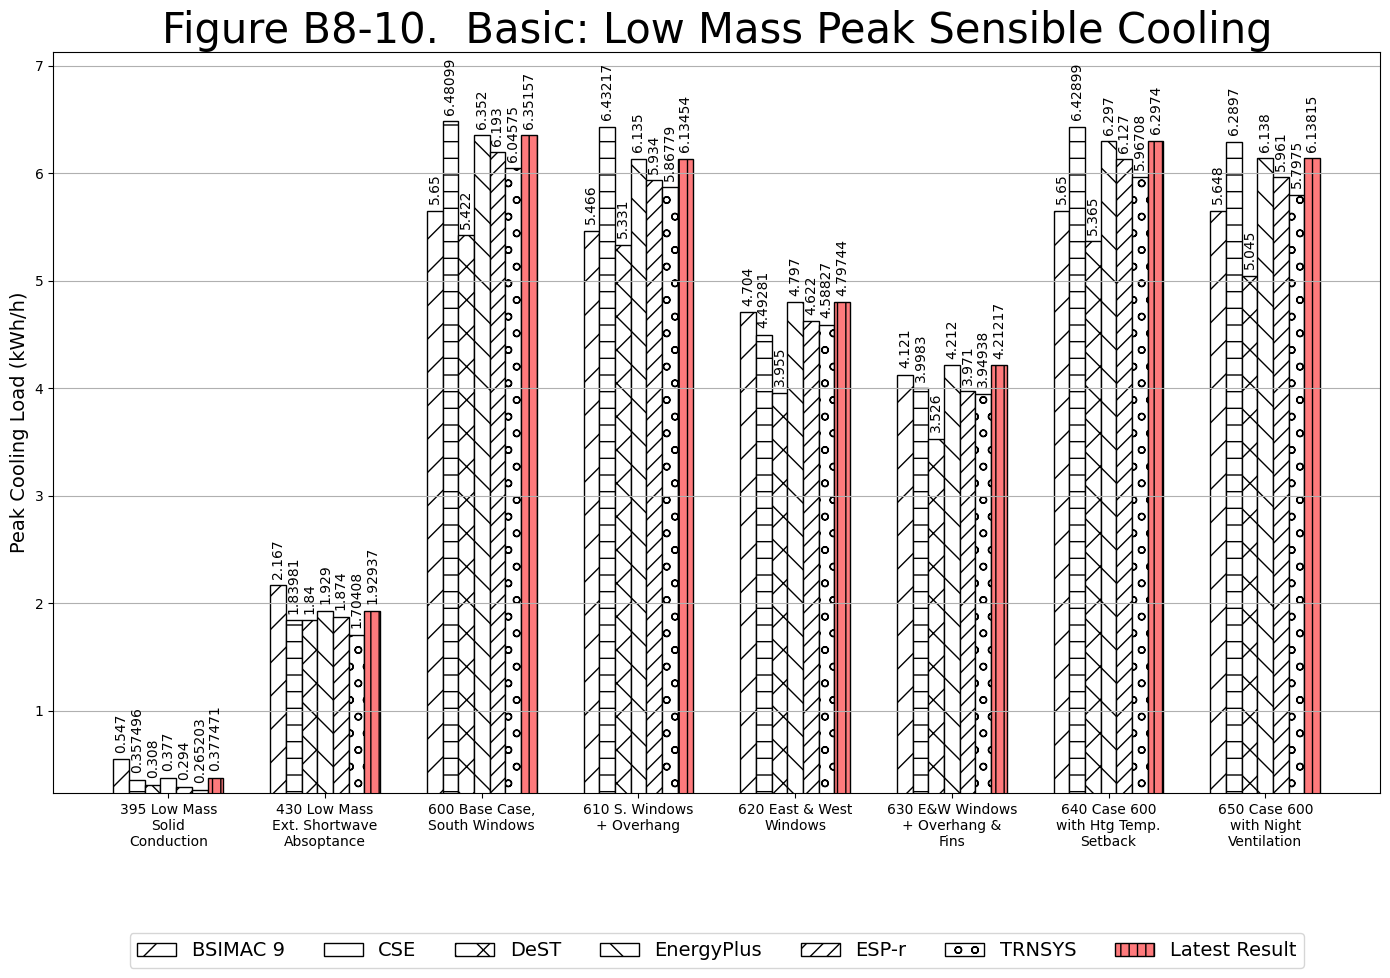 Figure B8-10.  Basic: Low Mass Peak Sensible Cooling
Peak Cooling Load (kWh/h)
7
6
5
4
3
2
1
0.547
0.357496
0.308
0.377
0.294
0.265203
0.377471
2.167
1.83981
1.84
1.929
1.874
1.70408
1.92937
5.65
6.48099
5.422
6.352
6.193
6.04575
6.35157
5.466
6.43217
5.331
6.135
5.934
5.86779
6.13454
4.704
4.49281
3.955
4.797
4.622
4.58827
4.79744
4.121
3.9983
3.526
4.212
3.971
3.94938
4.21217
5.65
6.42899
5.365
6.297
6.127
5.96708
6.2974
5.648
6.2897
5.045
6.138
5.961
5.7975
6.13815
395 Low Mass
Solid
Conduction
430 Low Mass
Ext. Shortwave
Absoptance
600 Base Case,
South Windows
610 S. Windows
+ Overhang
620 East & West
Windows
630 E&W Windows
+ Overhang &
Fins
640 Case 600
with Htg Temp.
Setback
650 Case 600
with Night
Ventilation
BSIMAC 9
CSE
DeST
EnergyPlus
ESP-r
TRNSYS
Latest Result